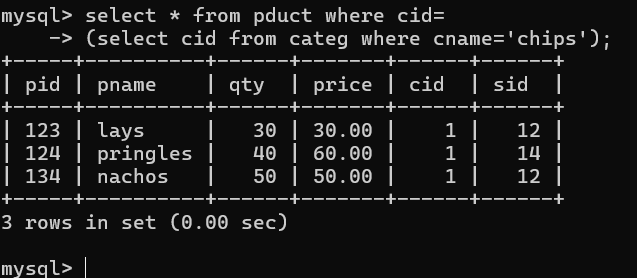 mysql> select * from pduct where cid=
    -> (select cid from categ where cname='chips');
+-----+----------+------+-------+------+------+
| pid | pname    | qty  | price | cid  | sid  |
+-----+----------+------+-------+------+------+
| 123 | lays     |   30 | 30.00 |    1 |   12 |
| 124 | pringles |   40 | 60.00 |    1 |   14 |
| 134 | nachos   |   50 | 50.00 |    1 |   12 |
+-----+----------+------+-------+------+------+
3 rows in set (0.00 sec)
mysql>